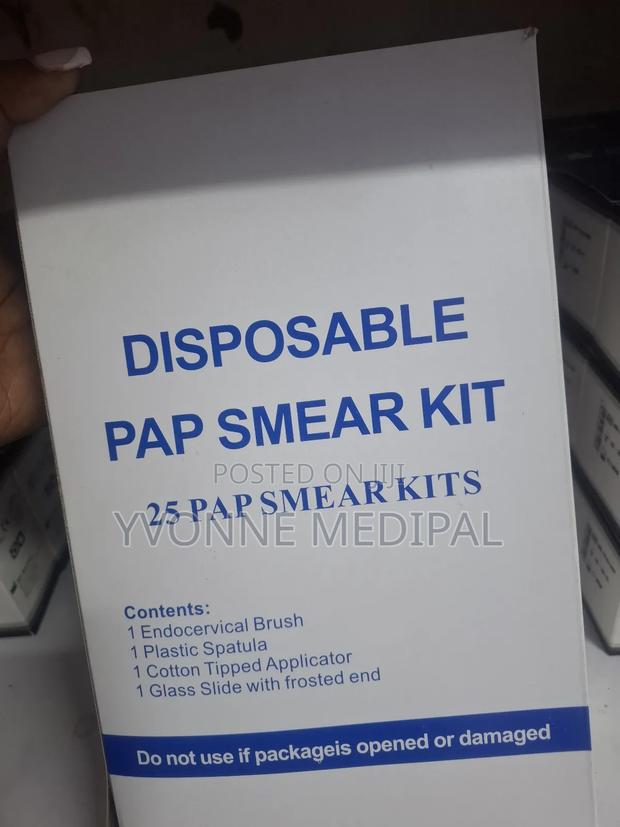 DISPOSABLE
PAP SMEAR KIT
POSTED ON JIJI
25 PAP SMEAR KITS
YVONNE MEDIPAL
Contents:
1 Endocervical Brush
1 Plastic Spatula
1 Cotton Tipped Applicator
1 Glass Slide with frosted end
Do not use if packageis opened or damaged